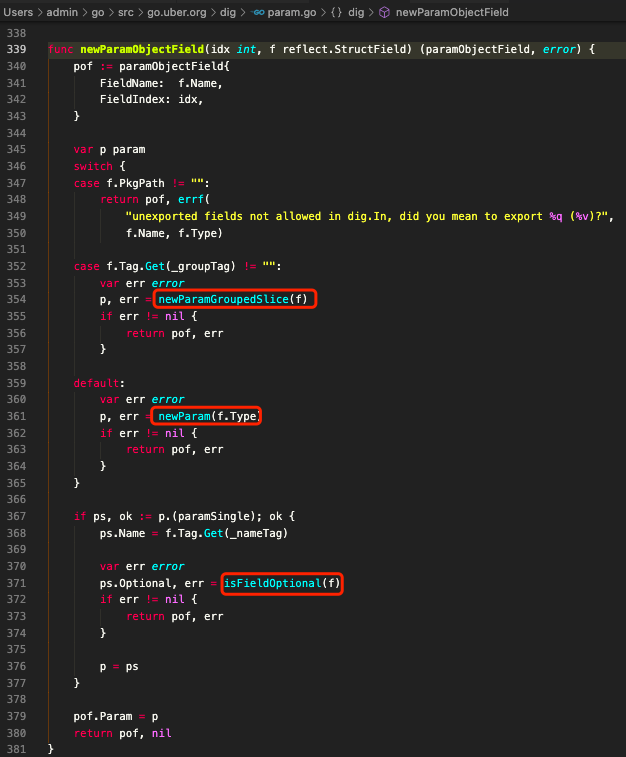 Users > admin > go > src > go.uber.org > dig > GO param.go > {} dig > newParamObjectField
338
339 func newParamObjectField(idx int, f reflect.StructField) (paramObjectField, error) {
340     pof := paramObjectField{
341         FieldName:  f.Name,
342         FieldIndex: idx,
343     }
344
345     var p param
346     switch {
347     case f.PkgPath != "":
348         return pof, errf(
349             "unexported fields not allowed in dig.In, did you mean to export %q (%v)?",
350             f.Name, f.Type)
351
352     case f.Tag.Get(_groupTag) != "":
353         var err error
354         p, err = newParamGroupedSlice(f)
355         if err != nil {
356             return pof, err
357         }
358
359     default:
360         var err error
361         p, err = newParam(f.Type)
362         if err != nil {
363             return pof, err
364         }
365     }
366
367     if ps, ok := p.(paramSingle); ok {
368         ps.Name = f.Tag.Get(_nameTag)
369
370         var err error
371         ps.Optional, err = isFieldOptional(f)
372         if err != nil {
373             return pof, err
374         }
375
376         p = ps
377     }
378
379     pof.Param = p
380     return pof, nil
381 }